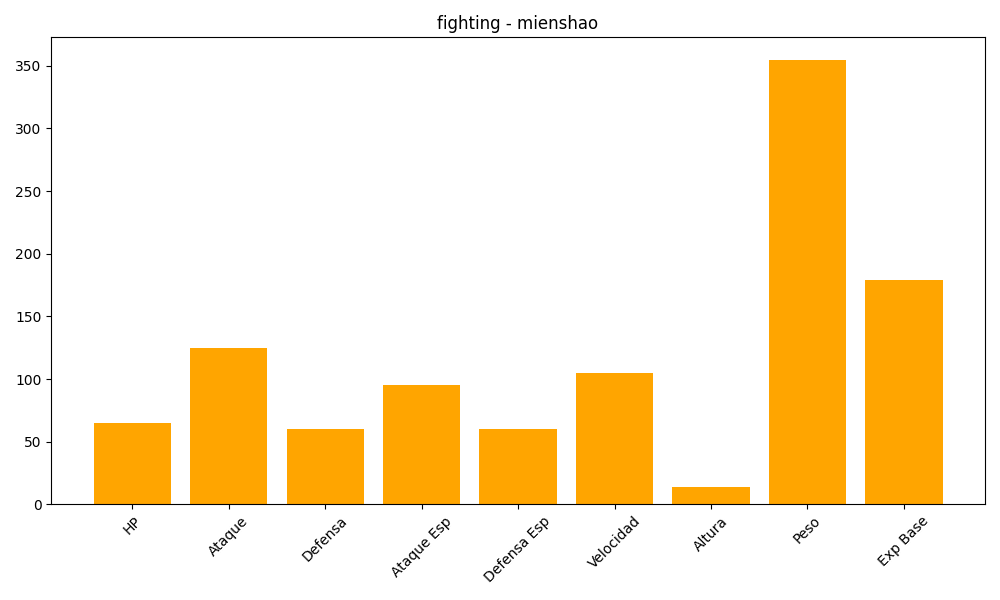 fighting - mienshao
350
300
250
200
150
100
50
0
HP
Ataque
Defensa
Ataque Esp
Defensa Esp
Velocidad
Altura
Peso
Exp Base